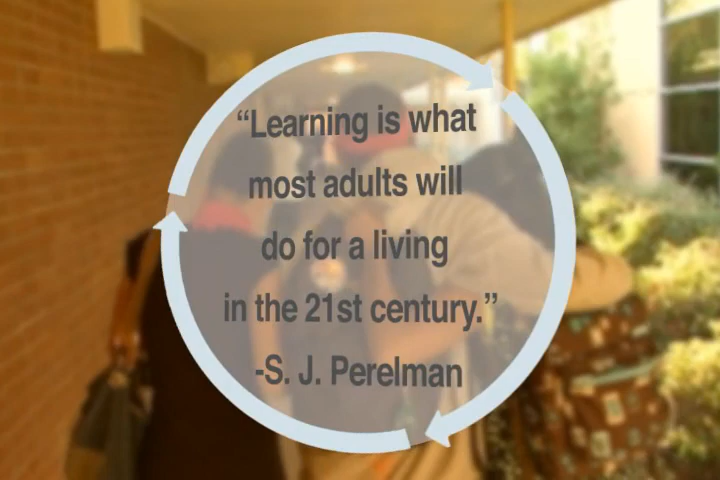 “Learning is what
most adults will
do for a living
in the 21st century.”
-S. J. Perelman